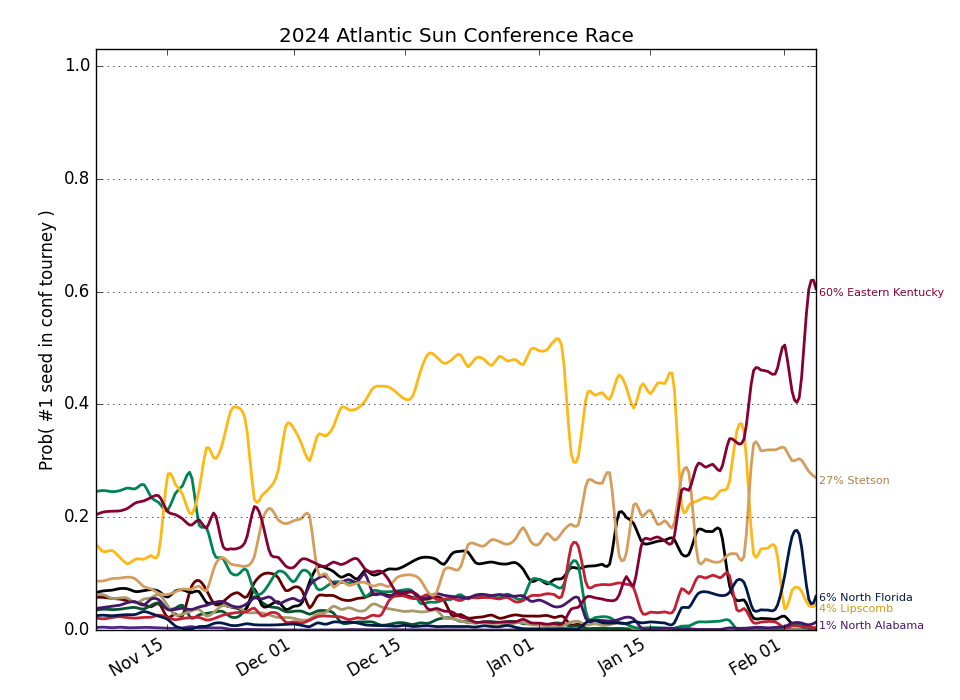 2024 Atlantic Sun Conference Race
Prob( #1 seed in conf tourney )
1.0
0.8
0.6
0.4
0.2
0.0
Nov 15
Dec 01
Dec 15
Jan 01
Jan 15
Feb 01
60% Eastern Kentucky
27% Stetson
6% North Florida
4% Lipscomb
1% North Alabama